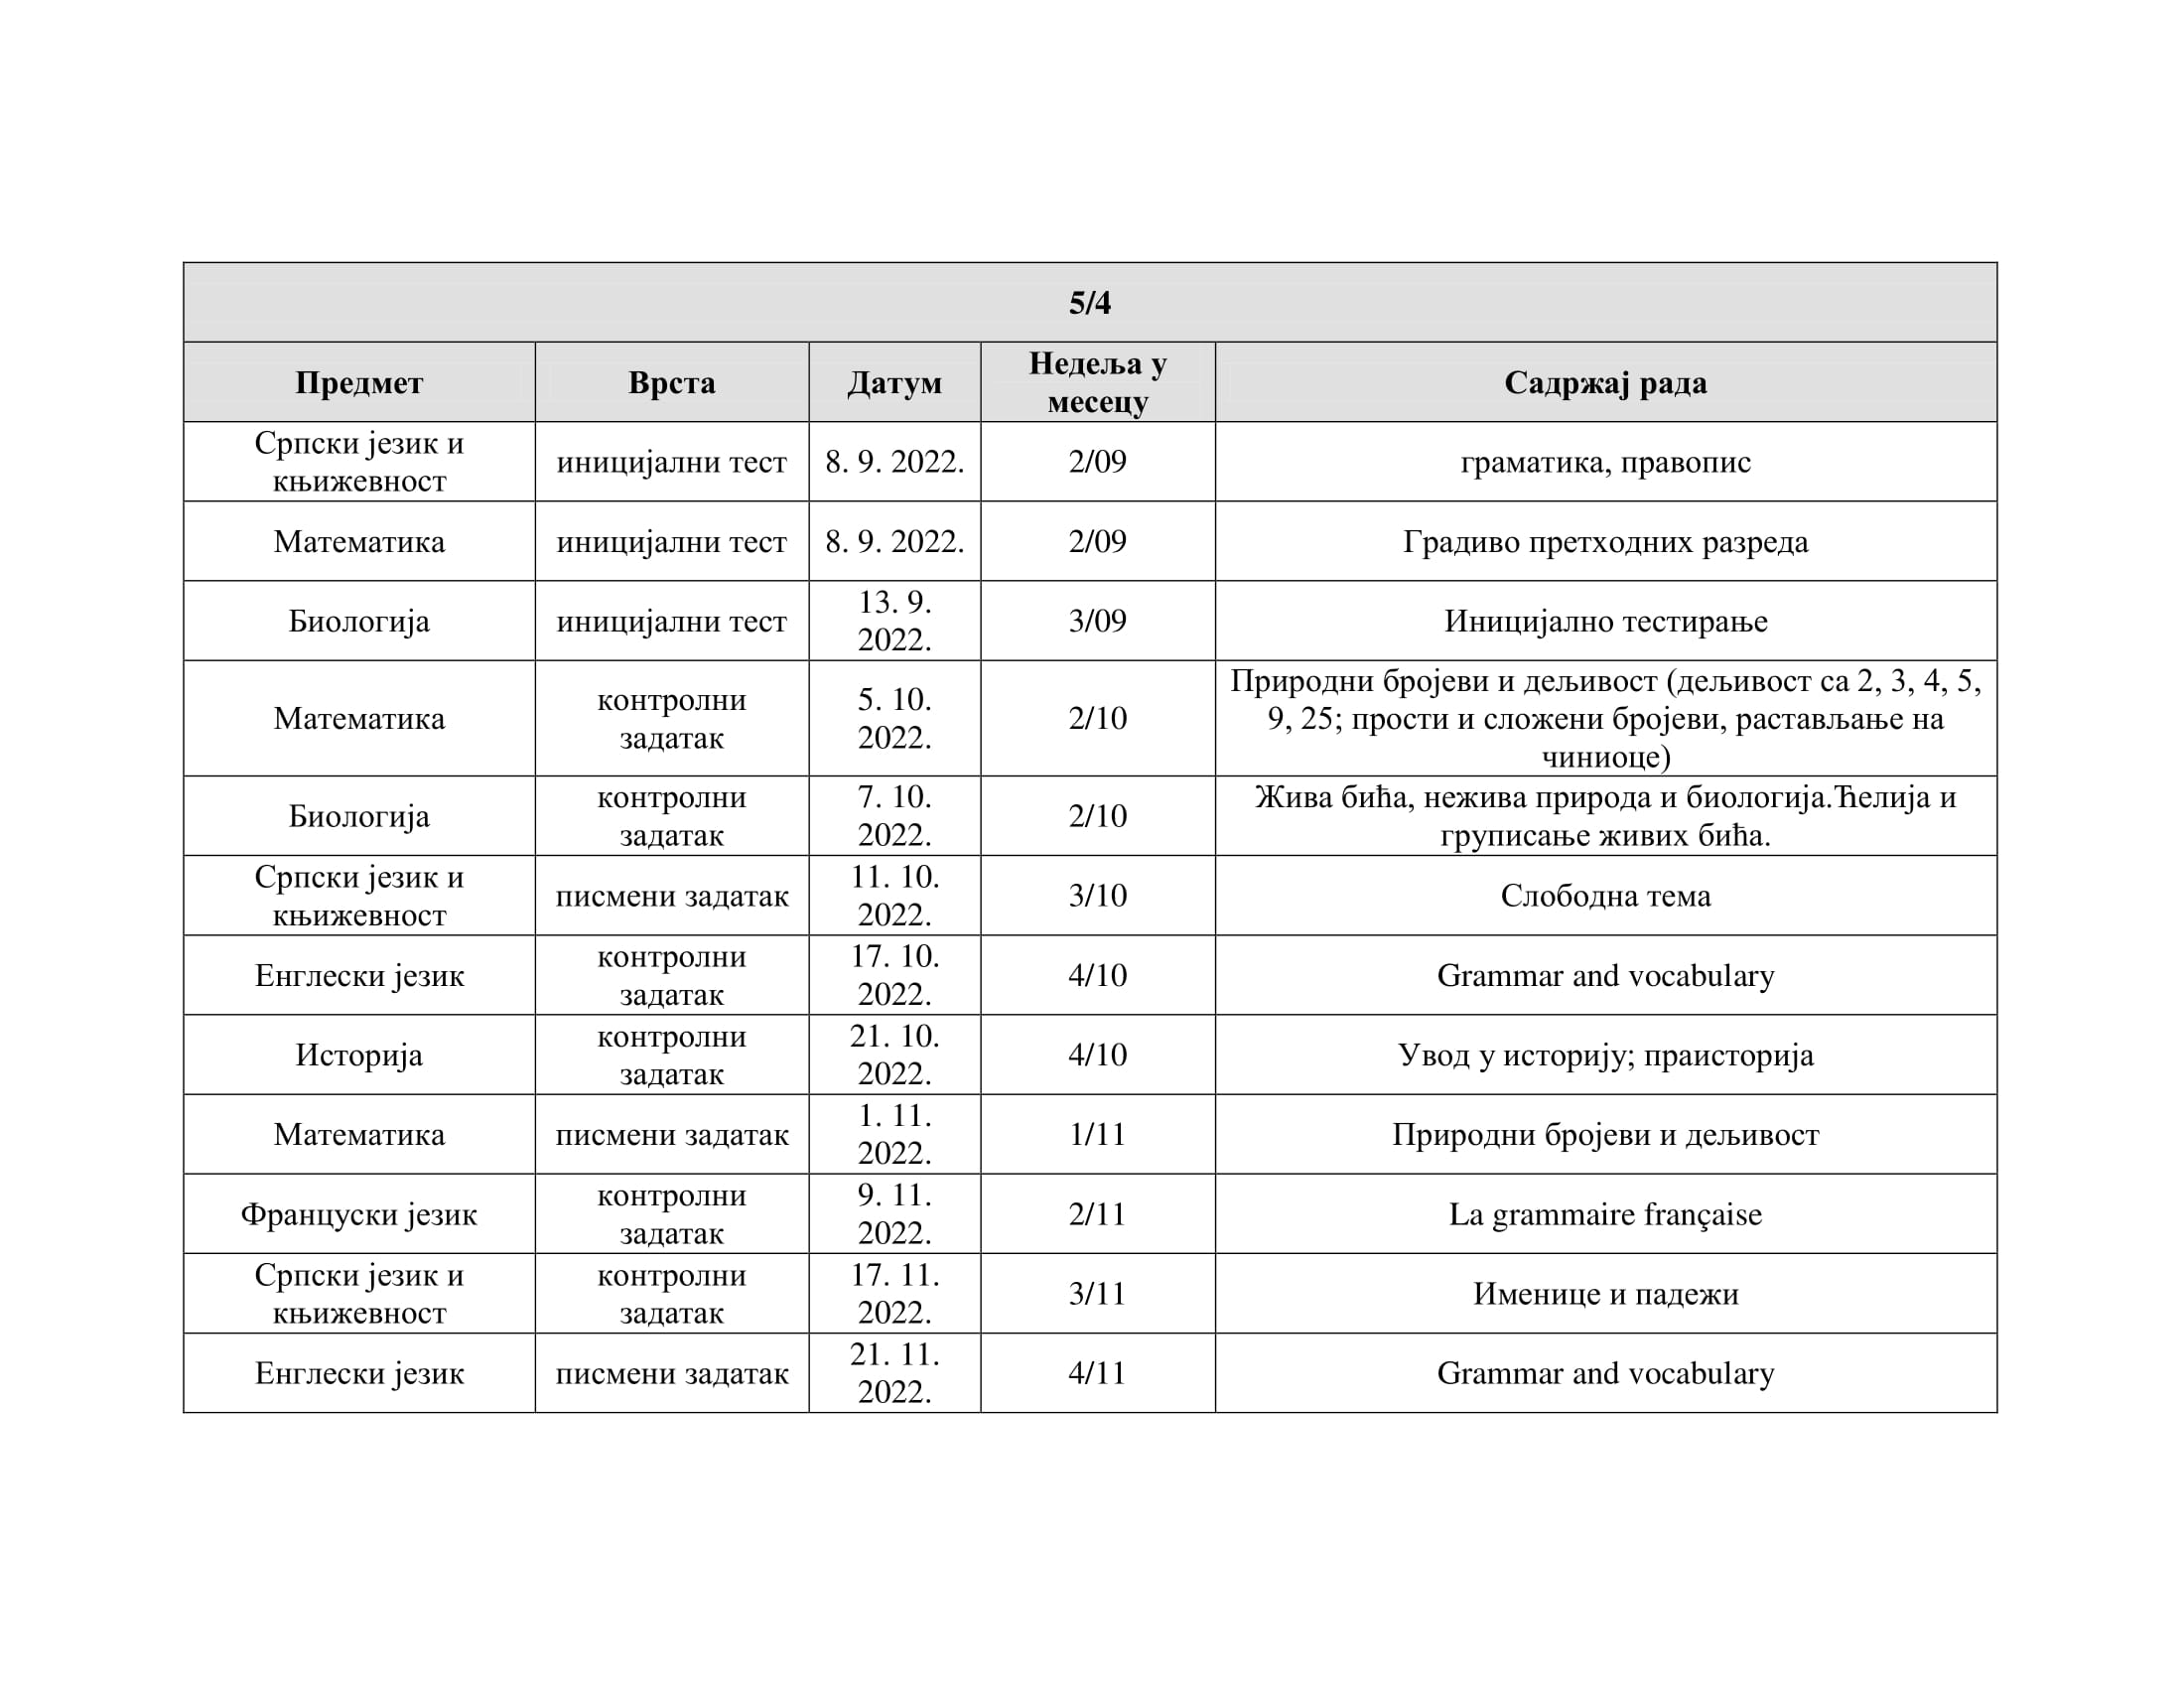 5/4
Предмет
Врста
Датум
Недеља у
месецу
Садржај рада
Српски језик и
књижевност
иницијални тест
8. 9. 2022.
2/09
граматика, правопис
Математика
иницијални тест
8. 9. 2022.
2/09
Градиво претходних разреда
Биологија
иницијални тест
13. 9.
2022.
3/09
Иницијално тестирање
Математика
контролни
задатак
5. 10.
2022.
2/10
Природни бројеви и дељивост (дељивост са 2, 3, 4, 5,
9, 25; прости и сложени бројеви, растављање на
чиниоце)
Биологија
контролни
задатак
7. 10.
2022.
2/10
Жива бића, нежива природа и биологија.Ћелија и
груписање живих бића.
Српски језик и
књижевност
писмени задатак
11. 10.
2022.
3/10
Слободна тема
Енглески језик
контролни
задатак
17. 10.
2022.
4/10
Grammar and vocabulary
Историја
контролни
задатак
21. 10.
2022.
4/10
Увод у историју; праисторија
Математика
писмени задатак
1. 11.
2022.
1/11
Природни бројеви и дељивост
Француски језик
контролни
задатак
9. 11.
2022.
2/11
La grammaire française
Српски језик и
књижевност
контролни
задатак
17. 11.
2022.
3/11
Именице и падежи
Енглески језик
писмени задатак
21. 11.
2022.
4/11
Grammar and vocabulary